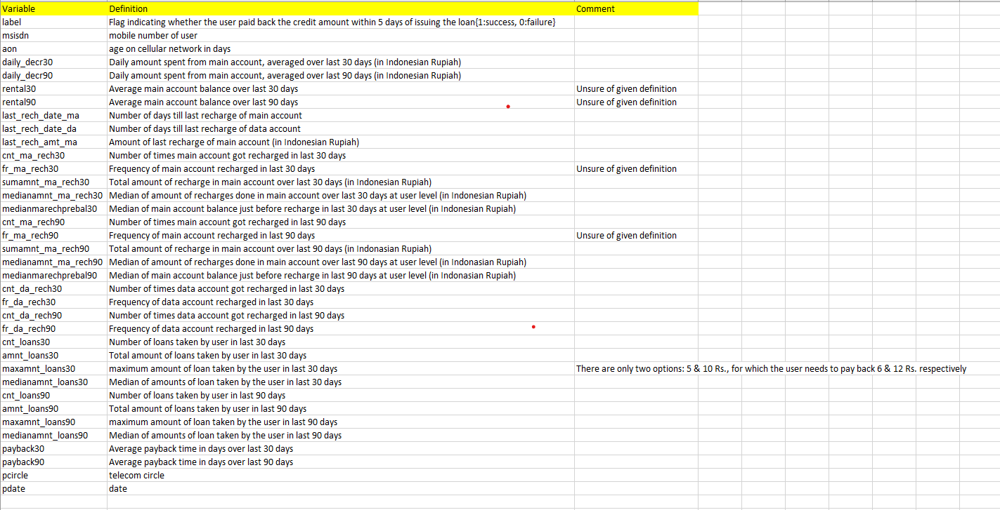 Variable Definition Comment
label Flag indicating whether the user paid back the credit amount within 5 days of issuing the loan{1:success, 0:failure}
msisdn mobile number of user
aon age on cellular network in days
daily_decr30 Daily amount spent from main account, averaged over last 30 days (in Indonesian Rupiah)
daily_decr90 Daily amount spent from main account, averaged over last 90 days (in Indonesian Rupiah)
rental30 Average main account balance over last 30 days Unsure of given definition
rental90 Average main account balance over last 90 days Unsure of given definition
last_rech_date_ma Number of days till last recharge of main account
last_rech_date_da Number of days till last recharge of data account
last_rech_amt_ma Amount of last recharge of main account (in Indonesian Rupiah)
cnt_ma_rech30 Number of times main account got recharged in last 30 days
fr_ma_rech30 Frequency of main account recharged in last 30 days Unsure of given definition
sumamnt_ma_rech30 Total amount of recharge in main account over last 30 days (in Indonesian Rupiah)
medianamnt_ma_rech30 Median of amount of recharges done in main account over last 30 days at user level (in Indonesian Rupiah)
medianmarechprebal30 Median of main account balance just before recharge in last 30 days at user level (in Indonesian Rupiah)
cnt_ma_rech90 Number of times main account got recharged in last 90 days
fr_ma_rech90 Frequency of main account recharged in last 90 days Unsure of given definition
sumamnt_ma_rech90 Total amount of recharge in main account over last 90 days (in Indonasian Rupiah)
medianamnt_ma_rech90 Median of amount of recharges done in main account over last 90 days at user level (in Indonasian Rupiah)
medianmarechprebal90 Median of main account balance just before recharge in last 90 days at user level (in Indonasian Rupiah)
cnt_da_rech30 Number of times data account got recharged in last 30 days
fr_da_rech30 Frequency of data account recharged in last 30 days
cnt_da_rech90 Number of times data account got recharged in last 90 days
fr_da_rech90 Frequency of data account recharged in last 90 days
cnt_loans30 Number of loans taken by user in last 30 days
amnt_loans30 Total amount of loans taken by user in last 30 days
maxamnt_loans30 maximum amount of loan taken by the user in last 30 days There are only two options: 5 & 10 Rs., for which the user needs to pay back 6 & 12 Rs. respectively
medianamnt_loans30 Median of amounts of loan taken by the user in last 30 days
cnt_loans90 Number of loans taken by user in last 90 days
amnt_loans90 Total amount of loans taken by user in last 90 days
maxamnt_loans90 maximum amount of loan taken by the user in last 90 days
medianamnt_loans90 Median of amounts of loan taken by the user in last 90 days
payback30 Average payback time in days over last 30 days
payback90 Average payback time in days over last 90 days
pcircle telecom circle
pdate date